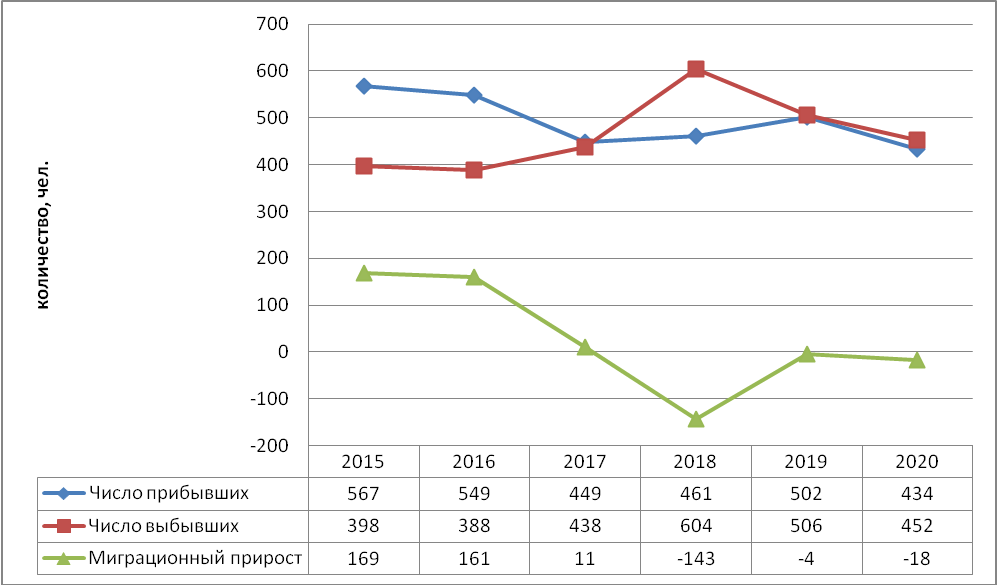 количество, чел.
700
600
500
400
300
200
100
0
-100
-200
2015 2016 2017 2018 2019 2020
Число прибывших 567 549 449 461 502 434
Число выбывших 398 388 438 604 506 452
Миграционный прирост 169 161 11 -143 -4 -18